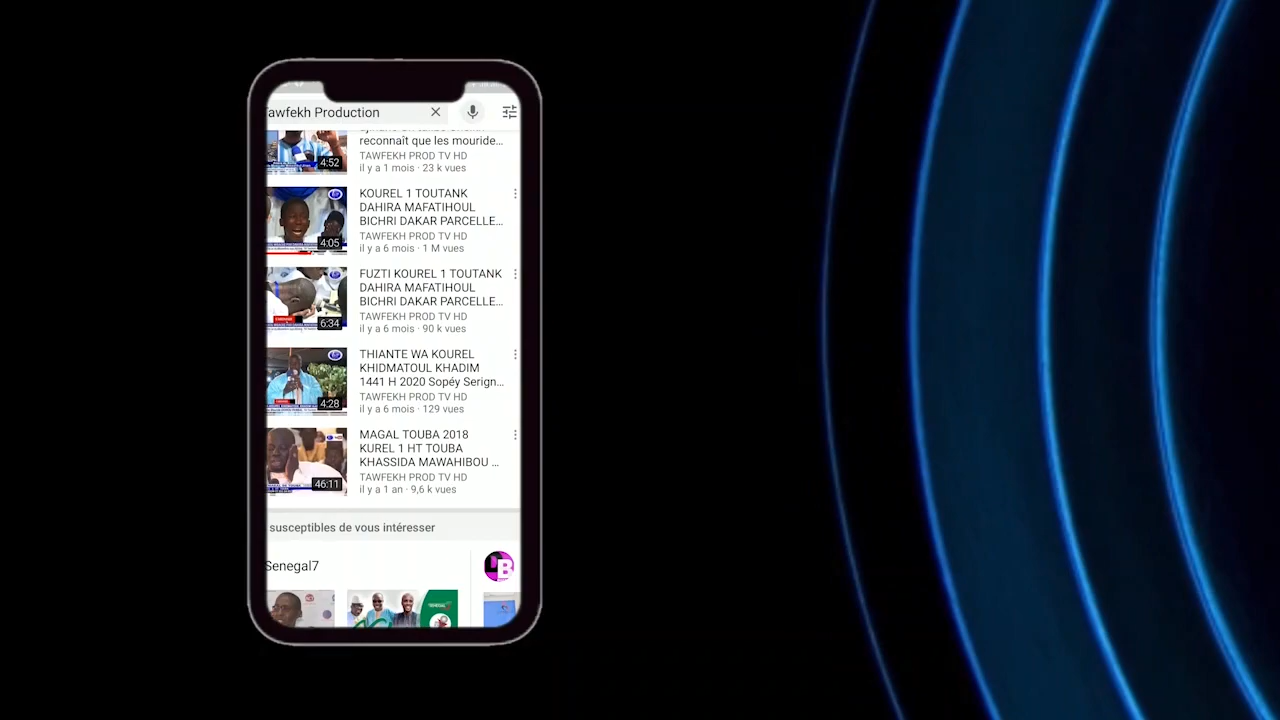 Tawfekh Production
reconnaît que les mouride...
TAWFEKH PROD TV HD
il y a 1 mois · 23 k vues
4:52
KOUREL 1 TOUTANK
DAHIRA MAFATIHOUL
BICHRI DAKAR PARCELLE...
TAWFEKH PROD TV HD
il y a 6 mois · 1 M vues
4:05
FUZTI KOUREL 1 TOUTANK
DAHIRA MAFATIHOUL
BICHRI DAKAR PARCELLE...
TAWFEKH PROD TV HD
il y a 6 mois · 90 k vues
6:34
THIANTE WA KOUREL
KHIDMATOUL KHADIM
1441 H 2020 Sopéy Serign...
TAWFEKH PROD TV HD
il y a 6 mois · 129 vues
4:28
MAGAL TOUBA 2018
KUREL 1 HT TOUBA
KHASSIDA MAWAHIBOU ...
TAWFEKH PROD TV HD
il y a 1 an · 9,6 k vues
46:11
susceptibles de vous intéresser
Senegal7